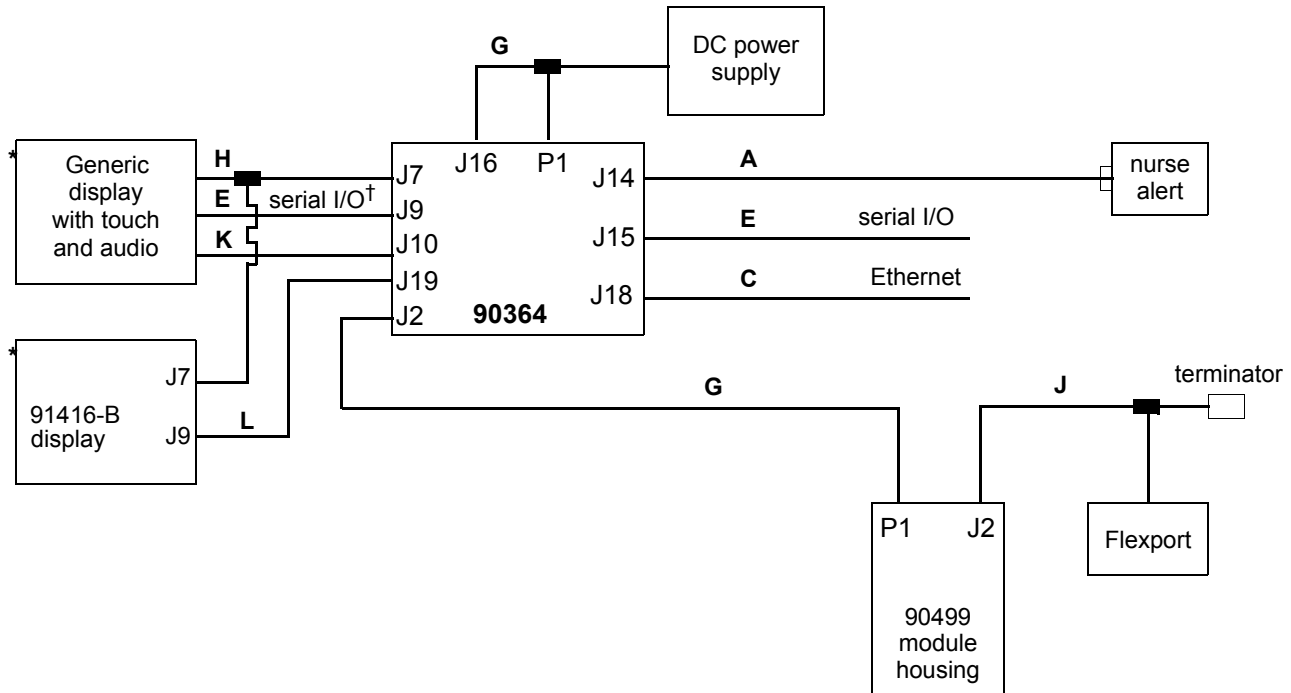 G
DC power
supply
*
Generic
display
with touch
and audio
H
E
serial I/O†
K
J7
J9
J10
J19
J2
J16
P1
J14
J15
J18
90364
A
nurse
alert
E
serial I/O
C
Ethernet
*
J7
91416-B
display
J9
L
G
J
terminator
P1
J2
90499
module
housing
Flexport